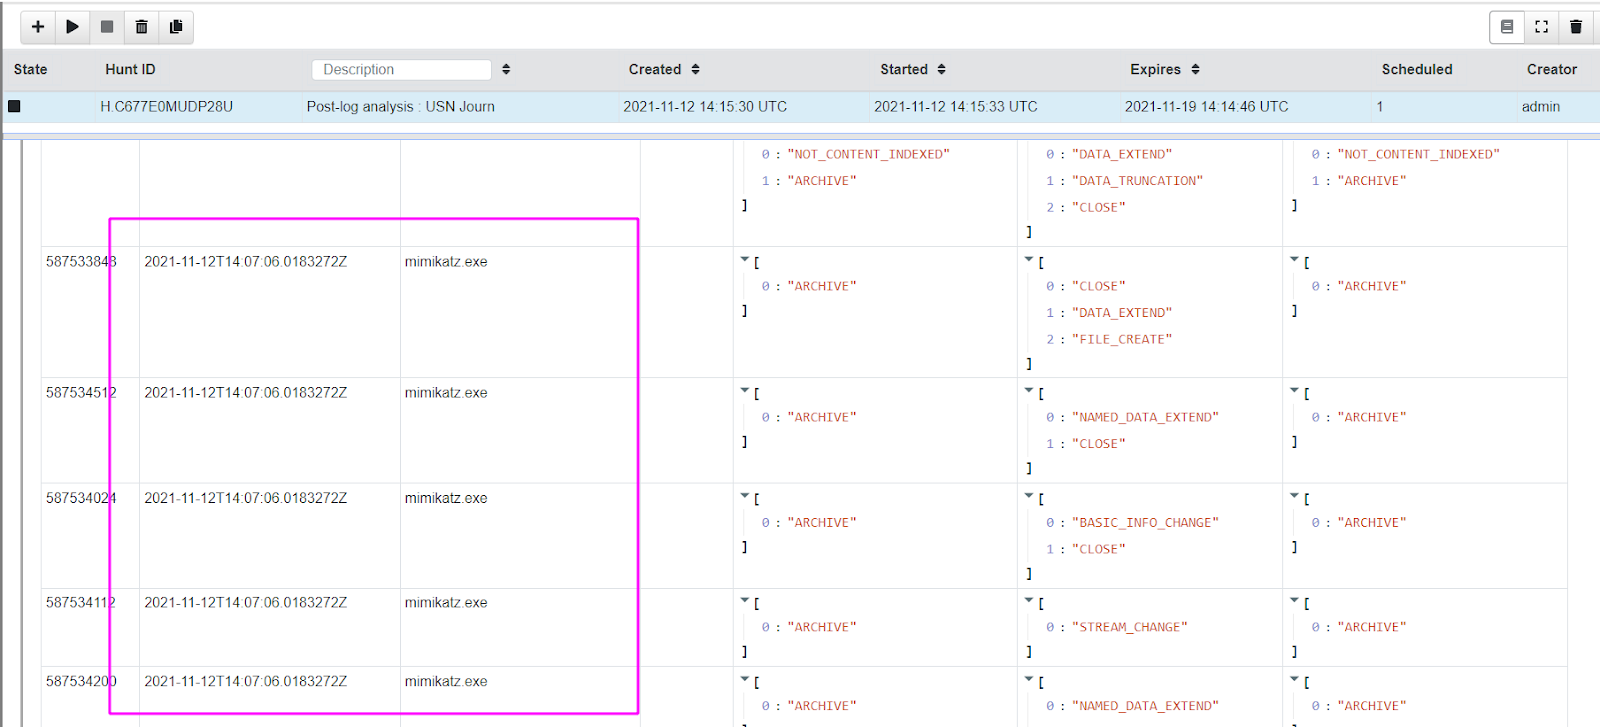 State Hunt ID Description Created Started Expires Scheduled Creator
H.C677E0MUDP28U Post-log analysis : USN Journ 2021-11-12 14:15:30 UTC 2021-11-12 14:15:33 UTC 2021-11-19 14:14:46 UTC 1 admin
0 : "NOT_CONTENT_INDEXED" 0 : "DATA_EXTEND" 0 : "NOT_CONTENT_INDEXED"
1 : "ARCHIVE" 1 : "DATA_TRUNCATION" 1 : "ARCHIVE"
] 2 : "CLOSE" ]
]
587533848 2021-11-12T14:07:06.0183272Z mimikatz.exe [ [ [
0 : "ARCHIVE" 0 : "CLOSE" 0 : "ARCHIVE"
] 1 : "DATA_EXTEND" ]
2 : "FILE_CREATE"
]
587534512 2021-11-12T14:07:06.0183272Z mimikatz.exe [ [ [
0 : "ARCHIVE" 0 : "NAMED_DATA_EXTEND" 0 : "ARCHIVE"
] 1 : "CLOSE" ]
]
587534024 2021-11-12T14:07:06.0183272Z mimikatz.exe [ [ [
0 : "ARCHIVE" 0 : "BASIC_INFO_CHANGE" 0 : "ARCHIVE"
] 1 : "CLOSE" ]
]
587534112 2021-11-12T14:07:06.0183272Z mimikatz.exe [ [ [
0 : "ARCHIVE" 0 : "STREAM_CHANGE" 0 : "ARCHIVE"
] ] ]
587534200 2021-11-12T14:07:06.0183272Z mimikatz.exe [ [ [
0 : "ARCHIVE" 0 : "NAMED_DATA_EXTEND" 0 : "ARCHIVE"